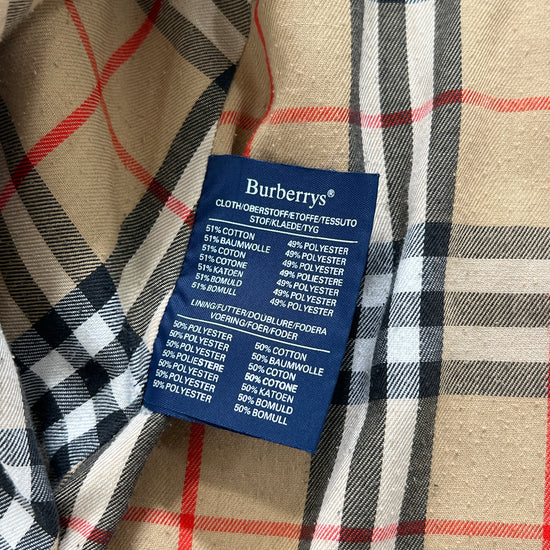 Burberrys®
CLOTH/OBERSTOFF/ETOFFE/TESSUTO
STOF/KLAEDE/TYG
51% COTTON 49% POLYESTER
51% BAUMWOLLE 49% POLYESTER
51% COTON 49% POLIESTERE
51% COTONE 49% POLYESTER
51% KATOEN 49% POLYESTER
51% BOMULD 49% POLYESTER
51% BOMULL 49% POLYESTER
LINING/FUTTER/DOUBLURE/FODERA
VOERING/FOER/FODER
50% POLYESTER 50% COTTON
50% POLYESTER 50% BAUMWOLLE
50% POLYESTER 50% COTON
50% POLIESTERE 50% COTONE
50% POLYESTER 50% KATOEN
50% POLYESTER 50% BOMULD
50% POLYESTER 50% BOMULL